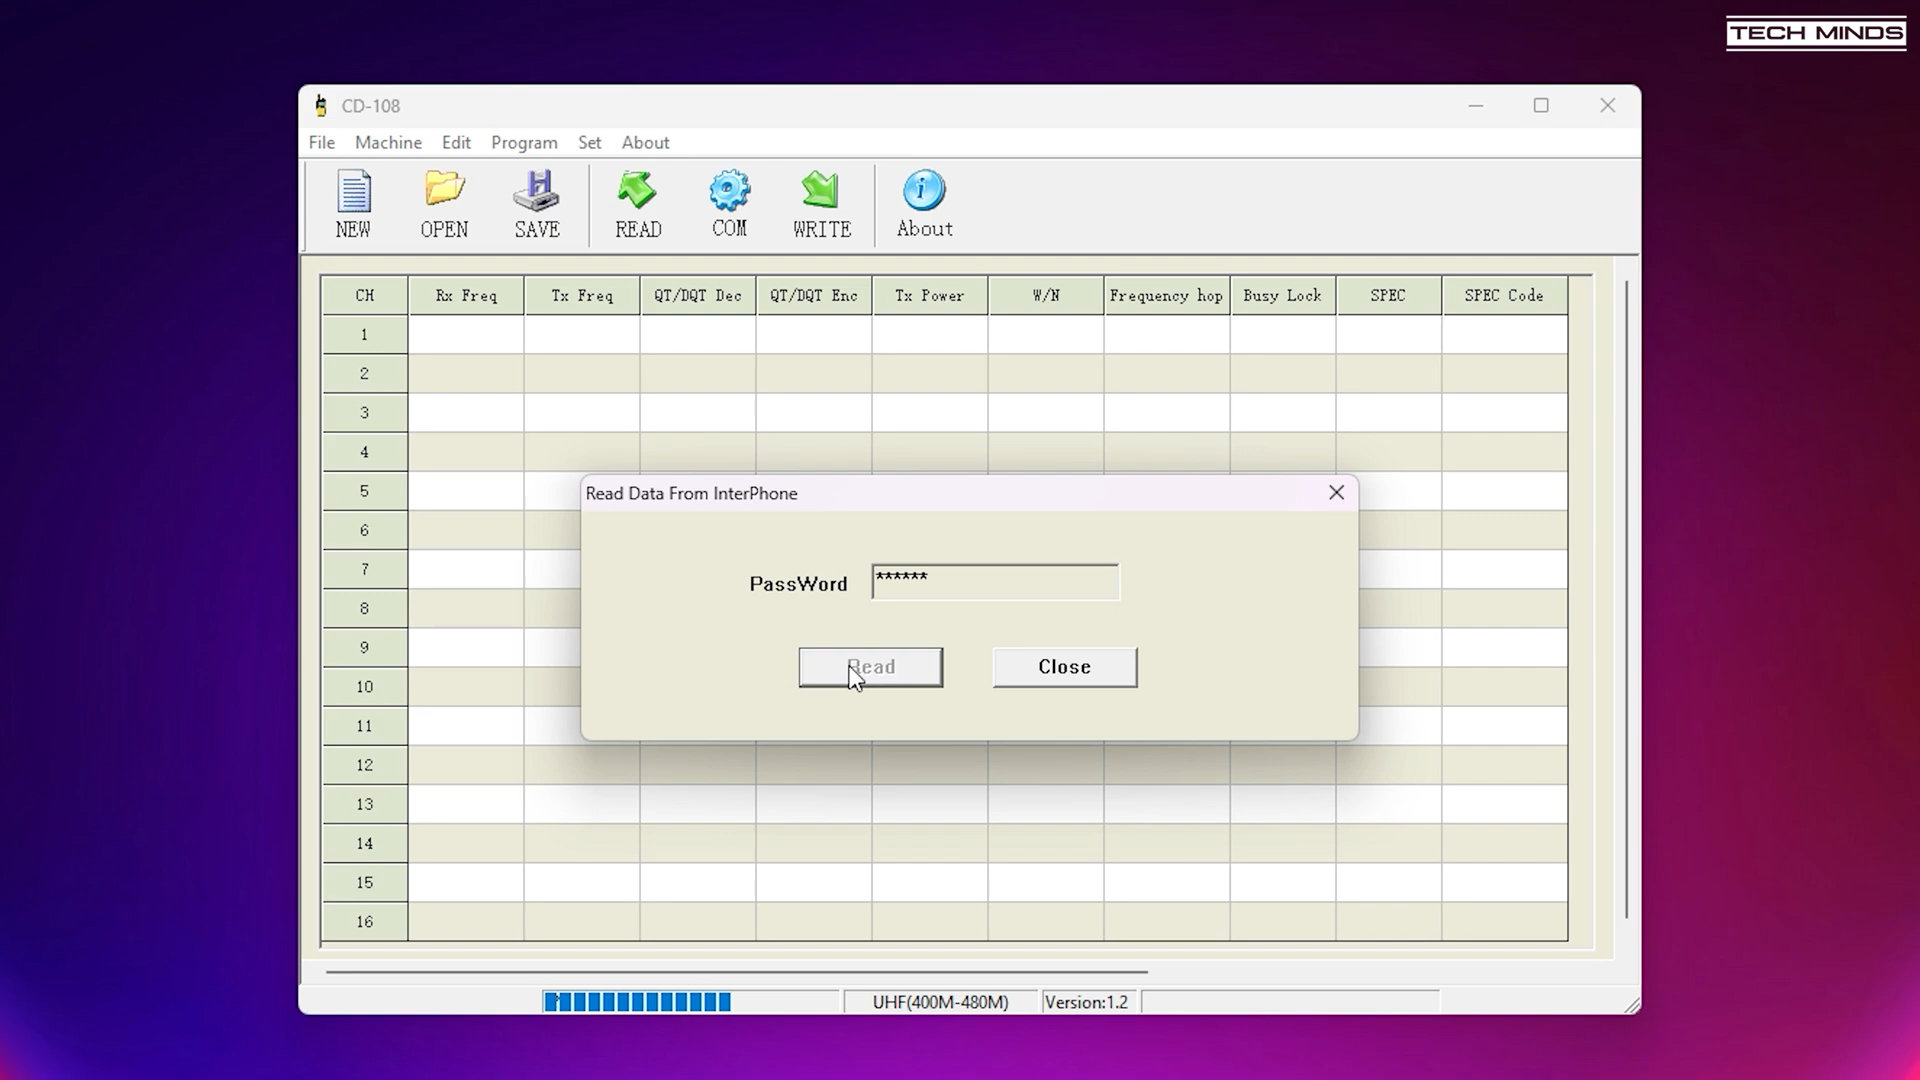 TECH MINDS
CD-108
File Machine Edit Program Set About
NEW OPEN SAVE READ COM WRITE About
CH Rx Freq Tx Freq QT/DQT Dec QT/DQT Enc Tx Power W/N Frequency hop Busy Lock SPEC SPEC Code
1
2
3
4
5
Read Data From InterPhone
6
7
PassWord ******
8
9
Read Close
10
11
12
13
14
15
16
UHF(400M-480M) Version:1.2